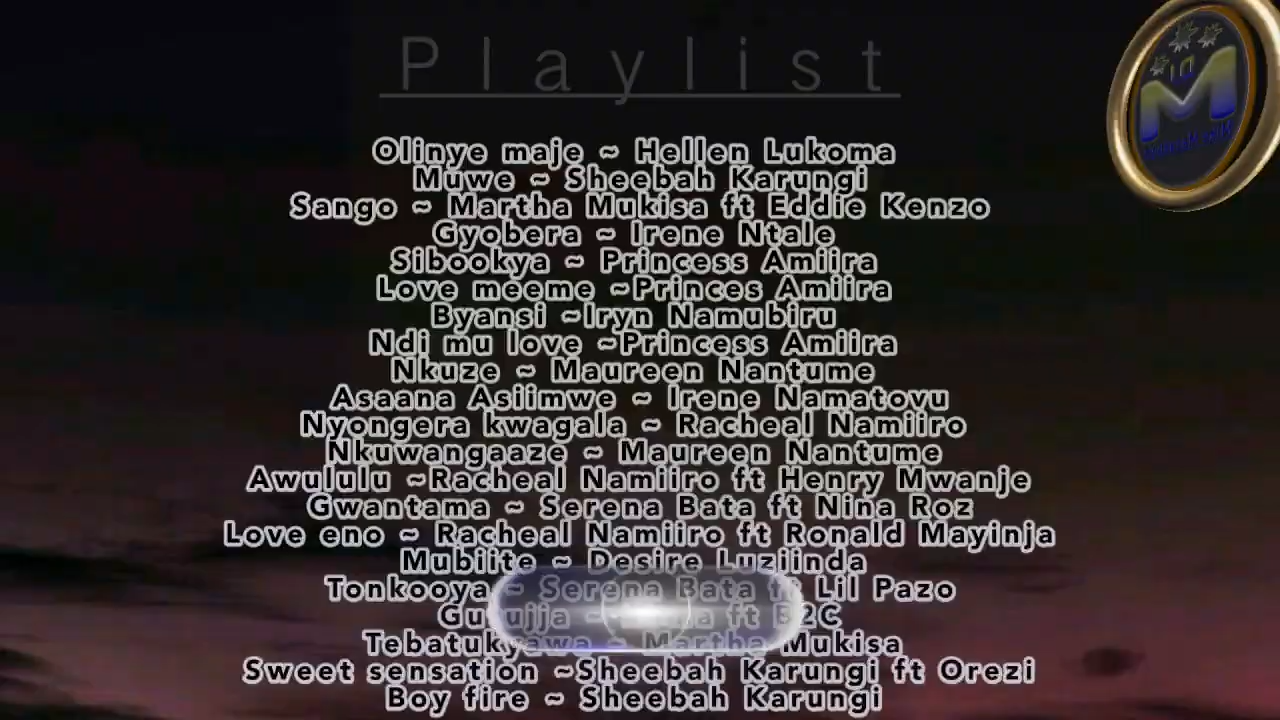 Playlist
Olinye maje ~ Hellen Lukoma
Muwe ~ Sheebah Karungi
Sango ~ Martha Mukisa ft Eddie Kenzo
Gyobera ~ Irene Ntale
Sibookya ~ Princess Amiira
Love meeme ~Princes Amiira
Byansi ~Iryn Namubiru
Ndi mu love ~Princess Amiira
Nkuze ~ Maureen Nantume
Asaana Asiimwe ~ Irene Namatovu
Nyongera kwagala ~ Racheal Namiiro
Nkuwangaaze ~ Maureen Nantume
Awululu ~Racheal Namiiro ft Henry Mwanje
Gwantama ~ Serena Bata ft Nina Roz
Love eno ~ Racheal Namiiro ft Ronald Mayinja
Mubiite ~ Desire Luzinda
Tonkooya ~ Serena Bata ft Lil Pazo
~ ft B2C
Tebatukyawa ~ Martha Mukisa
Sweet sensation ~Sheebah Karungi ft Orezi
Boy fire ~ Sheebah Karungi
M